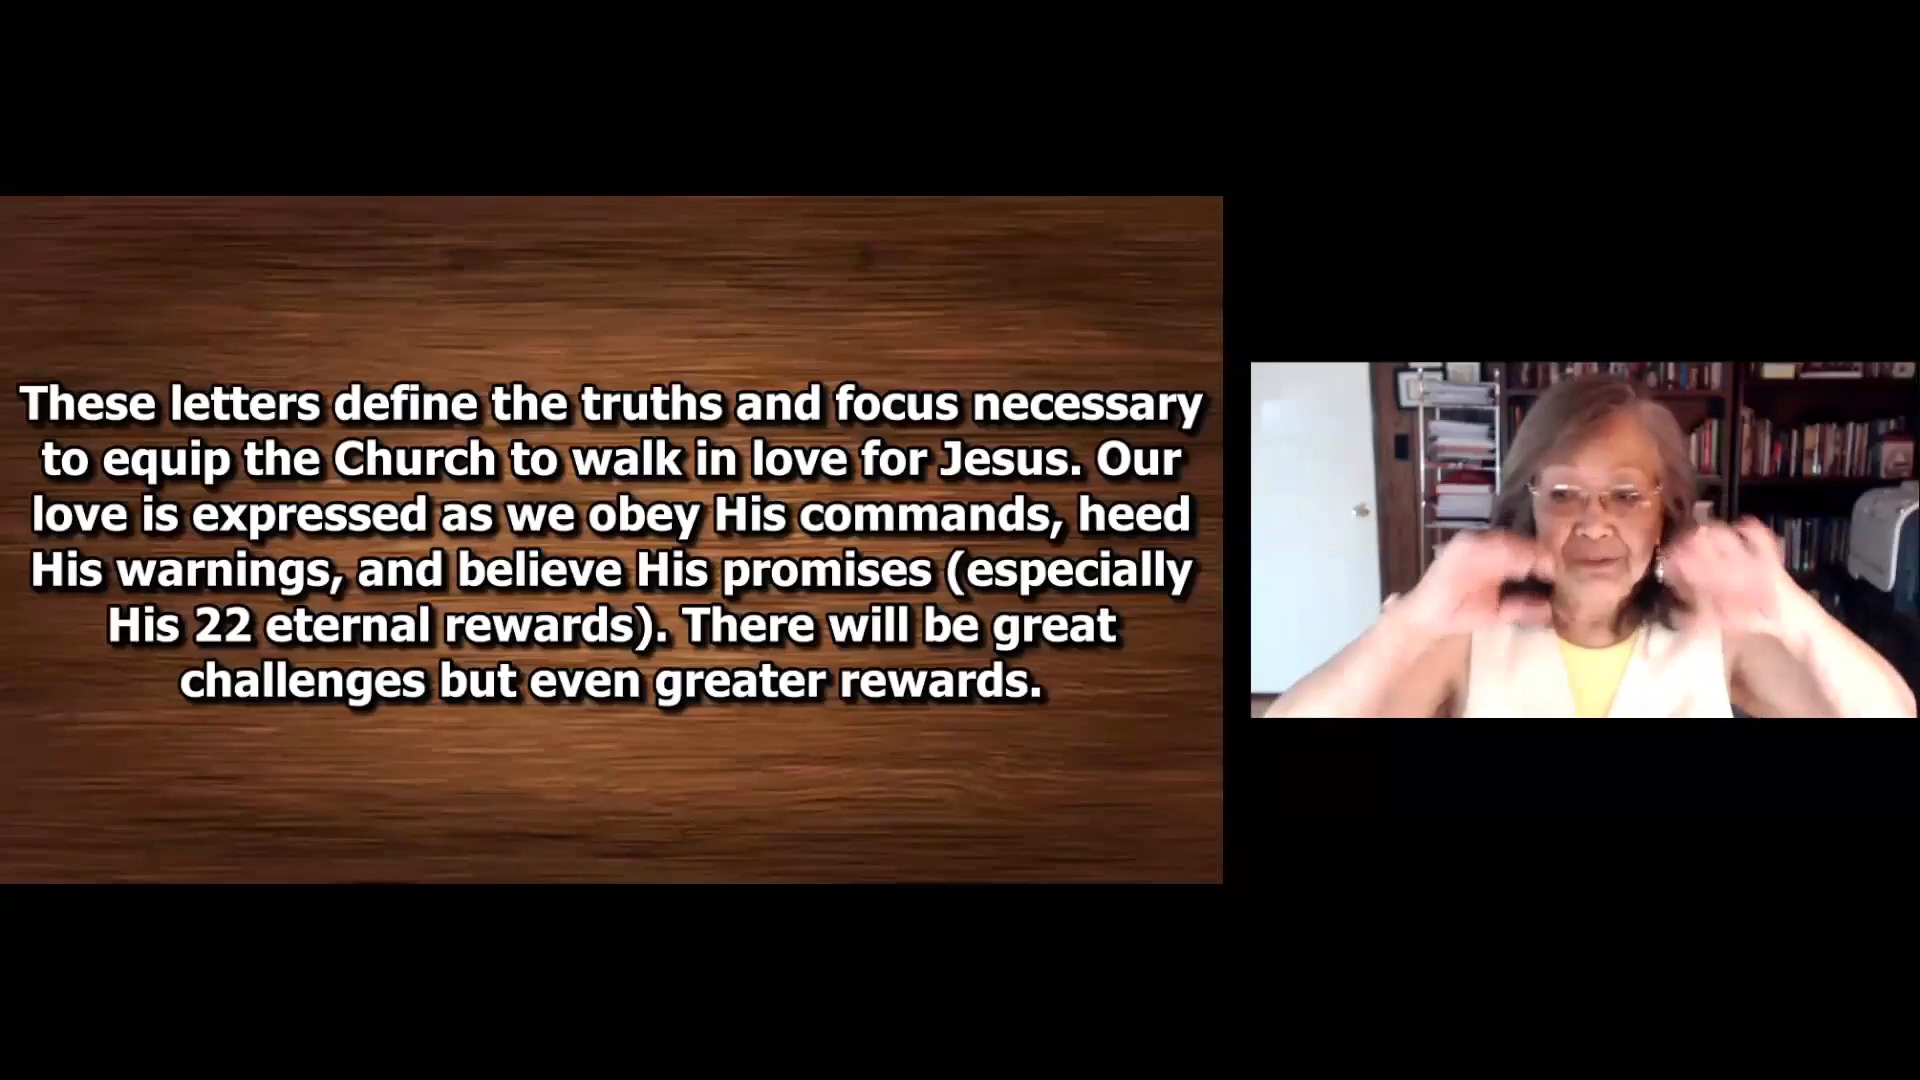 These letters define the truths and focus necessary
to equip the Church to walk in love for Jesus. Our
love is expressed as we obey His commands, heed
His warnings, and believe His promises (especially
His 22 eternal rewards). There will be great
challenges but even greater rewards.